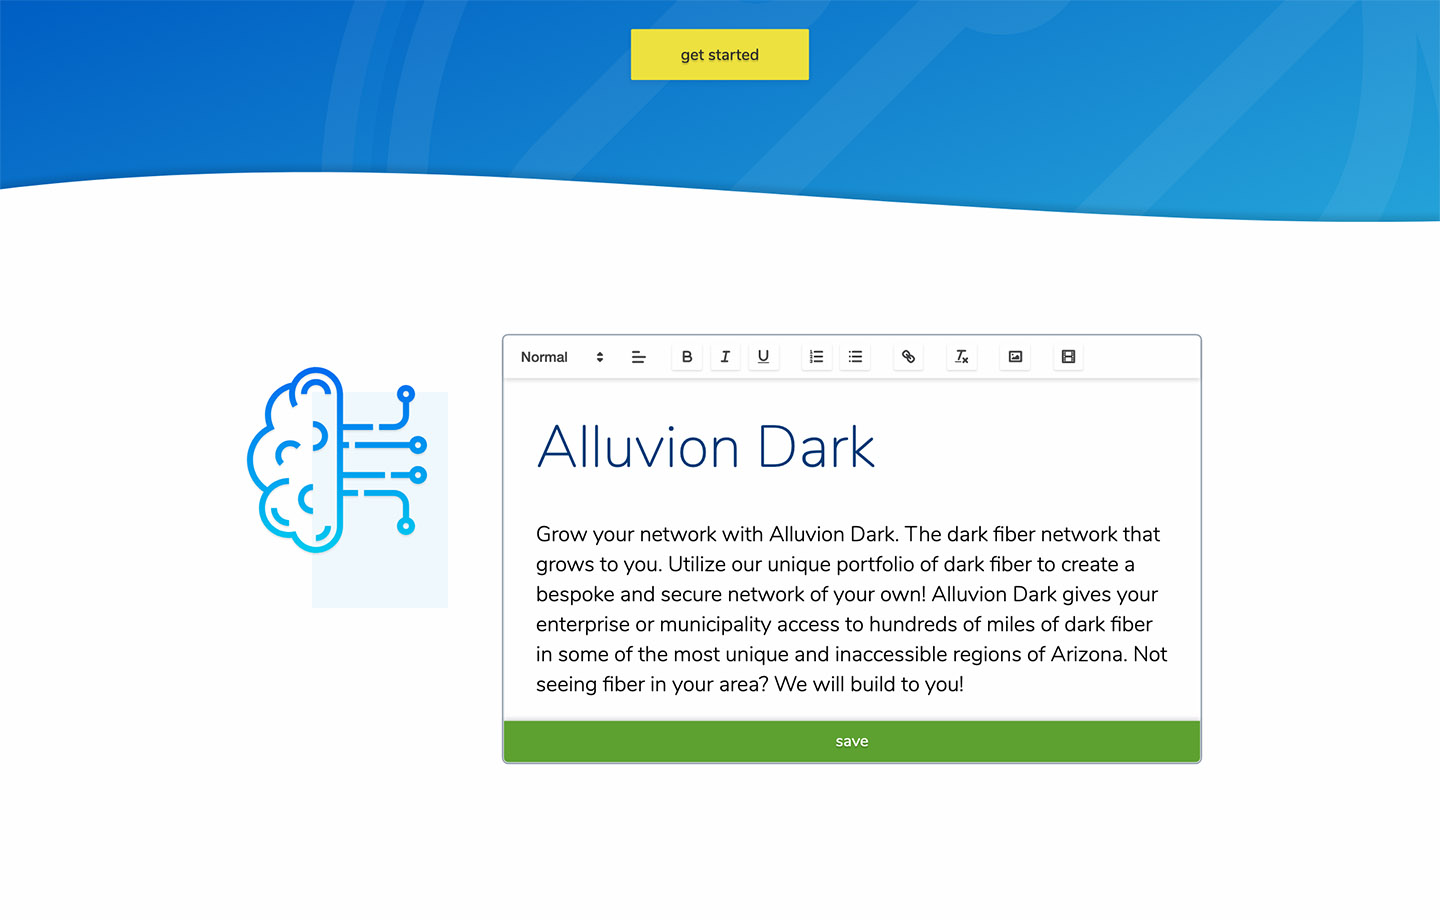 get started
Normal
B I U
Alluvion Dark
Grow your network with Alluvion Dark. The dark fiber network that
grows to you. Utilize our unique portfolio of dark fiber to create a
bespoke and secure network of your own! Alluvion Dark gives your
enterprise or municipality access to hundreds of miles of dark fiber
in some of the most unique and inaccessible regions of Arizona. Not
seeing fiber in your area? We will build to you!
save